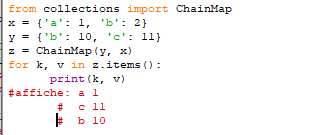 from collections import ChainMap
x = {'a': 1, 'b': 2}
y = {'b': 10, 'c': 11}
z = ChainMap(y, x)
for k, v in z.items():
print(k, v)
#affiche: a 1
# c 11
# b 10